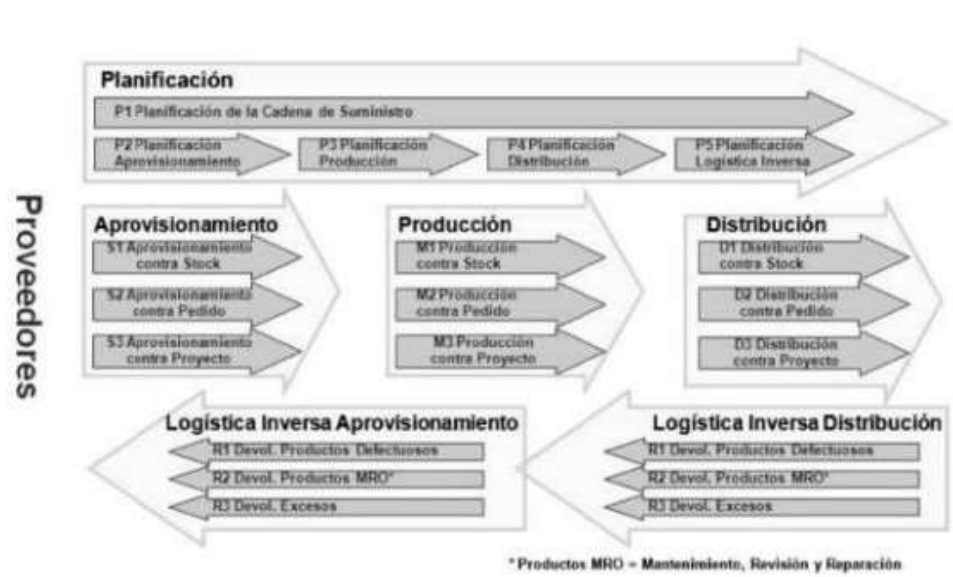 Planificación
P1 Planificación de la Cadena de Suministro
P2 Planificación
Aprovisionamiento
P3 Planificación
Producción
P4 Planificación
Distribución
P5 Planificación
Logística Inversa
Proveedores
Aprovisionamiento
S1 Aprovisionamiento
contra Stock
S2 Aprovisionamiento
contra Pedido
S3 Aprovisionamiento
contra Proyecto
Producción
M1 Producción
contra Stock
M2 Producción
contra Pedido
M3 Producción
contra Proyecto
Distribución
D1 Distribución
contra Stock
D2 Distribución
contra Pedido
D3 Distribución
contra Proyecto
Logística Inversa Aprovisionamiento
R1 Devol. Productos Defectuosos
R2 Devol. Productos MRO*
R3 Devol. Excesos
Logística Inversa Distribución
R1 Devol. Productos Defectuosos
R2 Devol. Productos MRO*
R3 Devol. Excesos
* Productos MRO = Mantenimiento, Revisión y Reparación